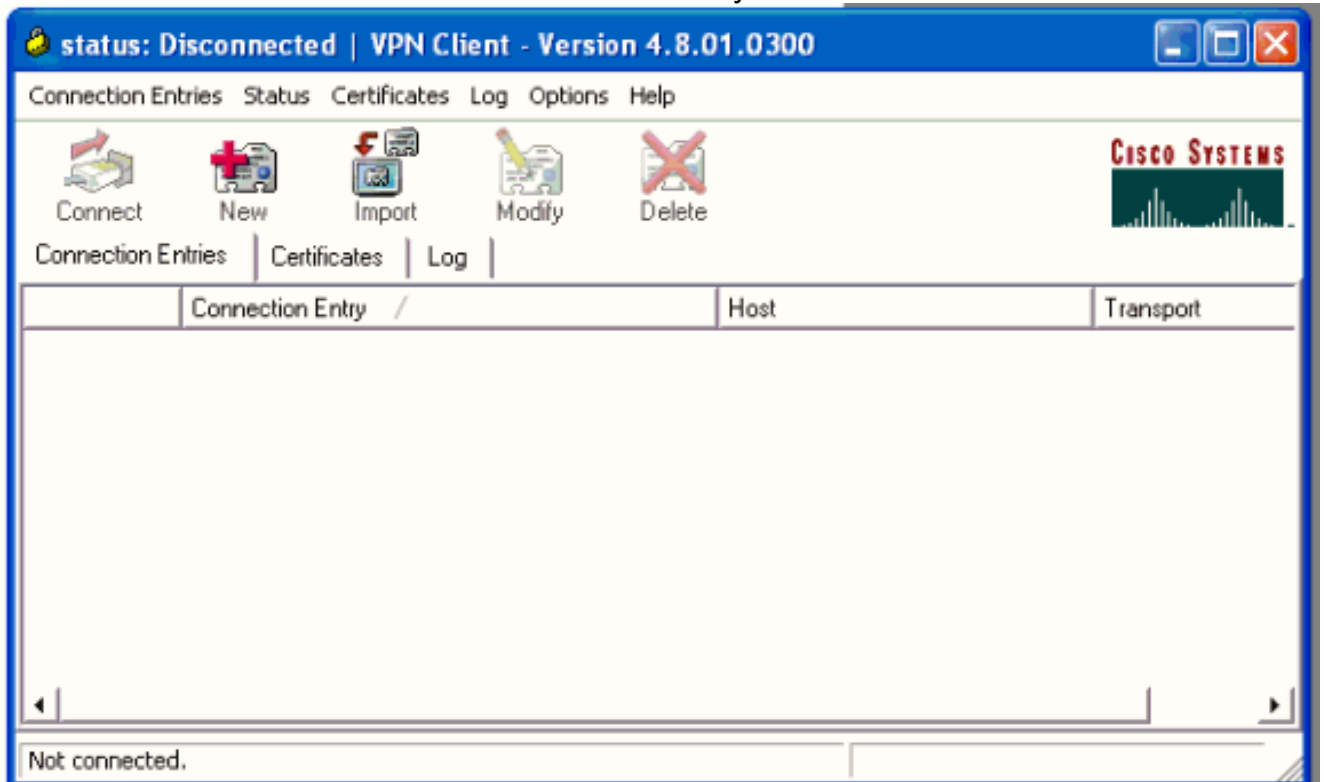 status: Disconnected | VPN Client - Version 4.8.01.0300
Connection Entries Status Certificates Log Options Help
CISCO SYSTEMS
Connect New Import Modify Delete
Connection Entries Certificates Log
Connection Entry / Host Transport
Not connected.